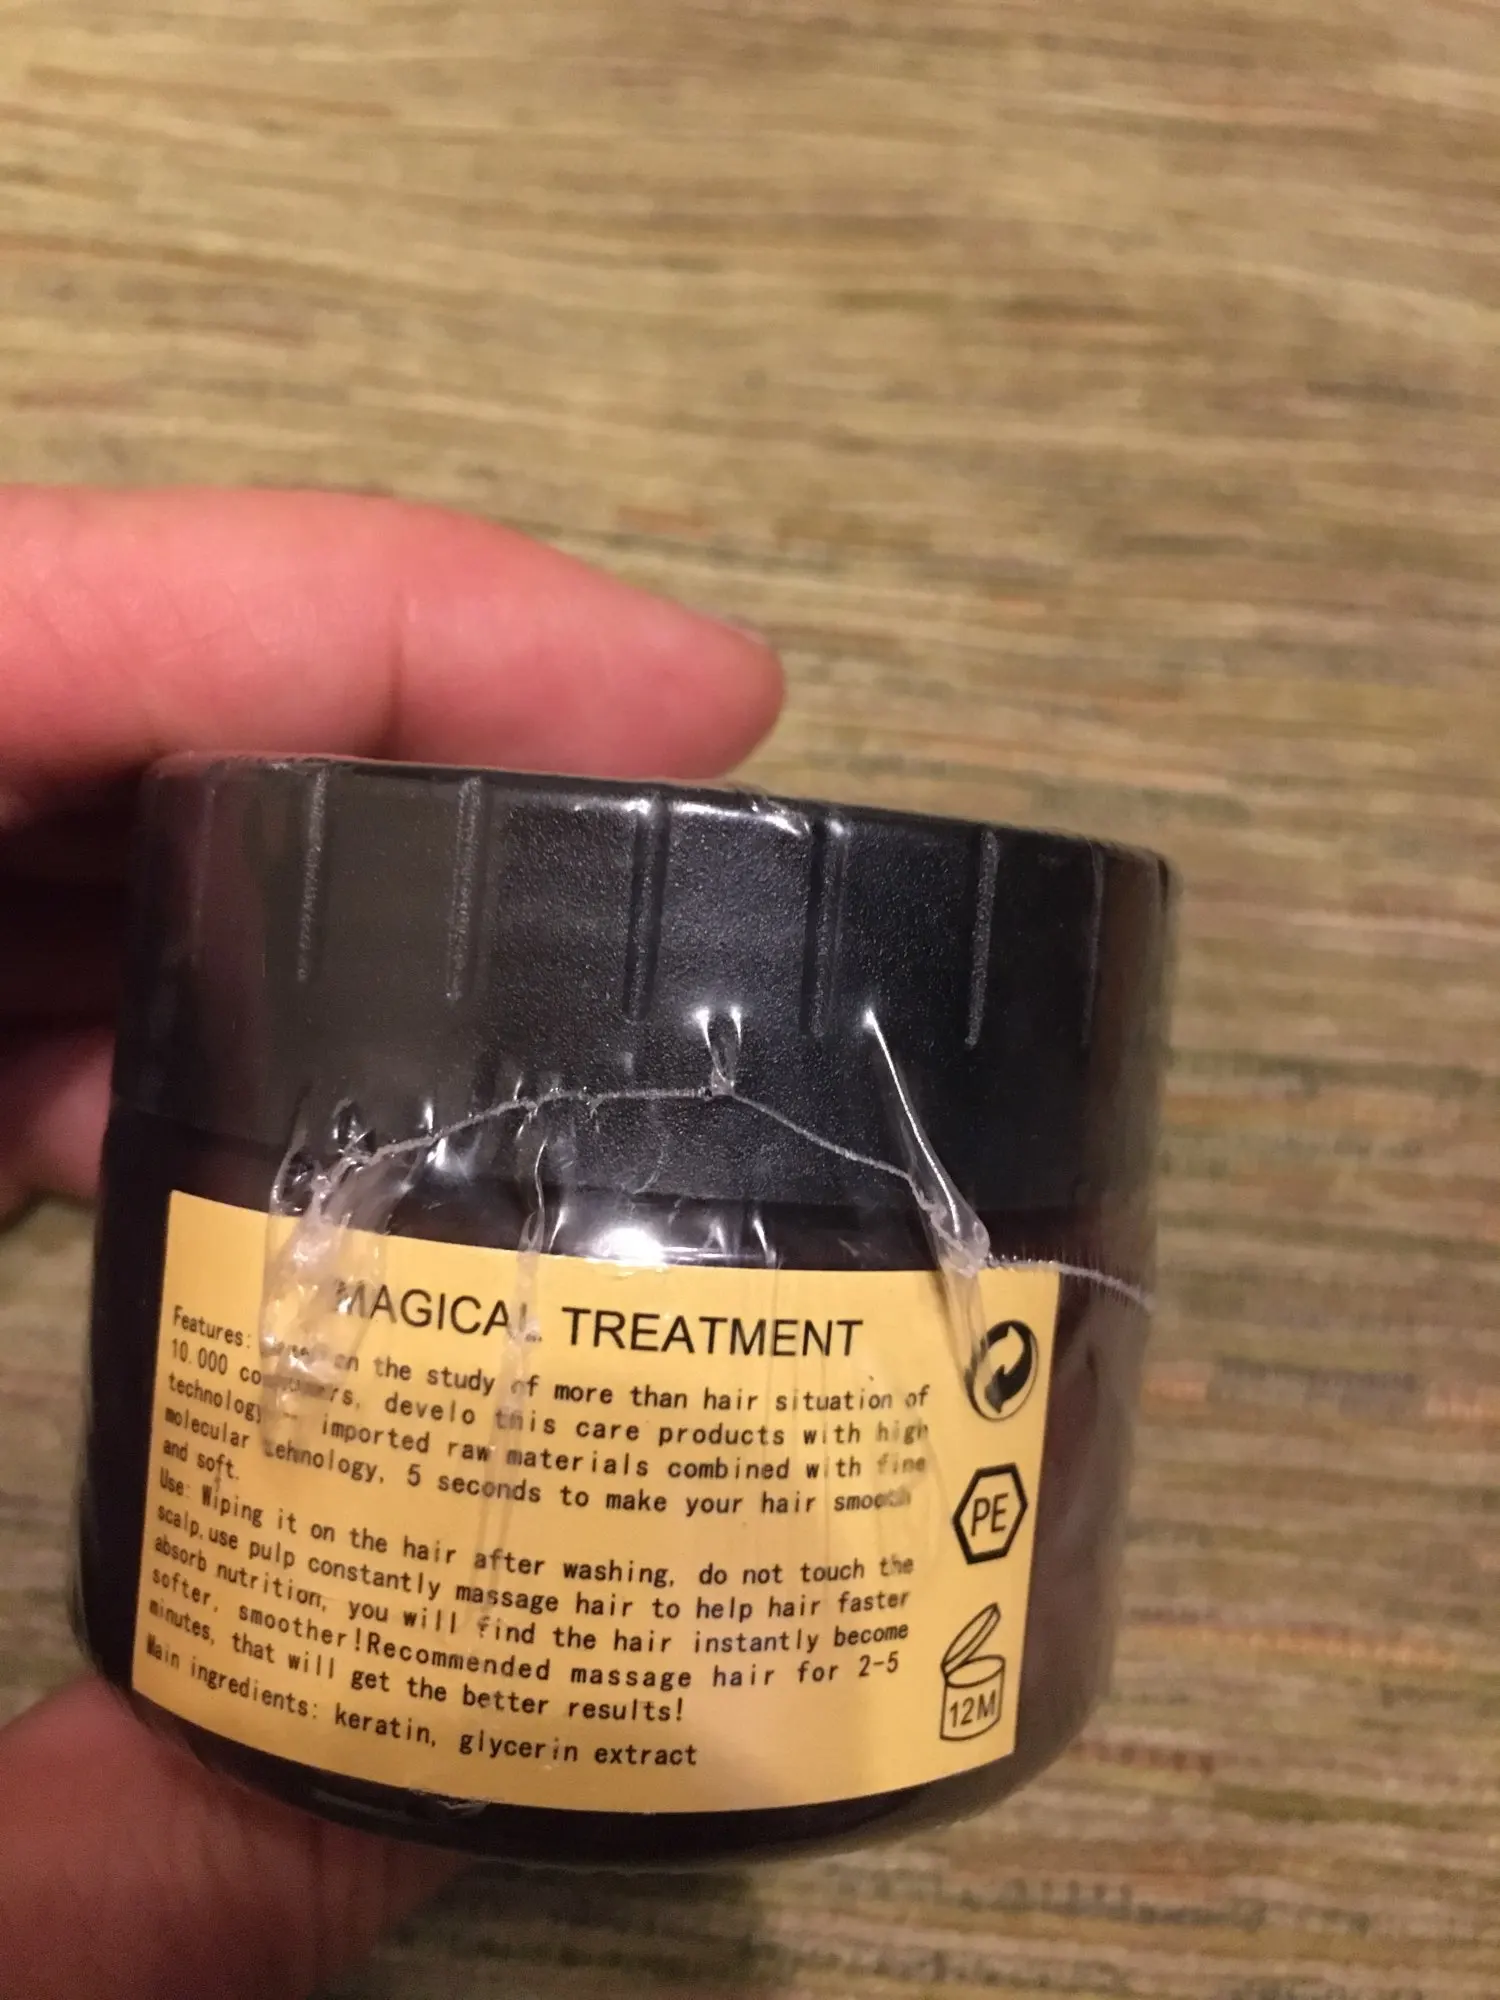 MAGICAL TREATMENT
Features: on the study of more than hair situation of
10.000 develo this care products with high
technology imported raw materials combined with fine
molecular tehnology, 5 seconds to make your hair smooth
and soft.
Use: Wiping it on the hair after washing, do not touch the
scalp,use pulp constantly massage hair to help hair faster
absorb nutrition, you will find the hair instantly become
softer, smoother!Recommended massage hair for 2-5
minutes, that will get the better results!
Main ingredients: keratin, glycerin extract
PE
12M